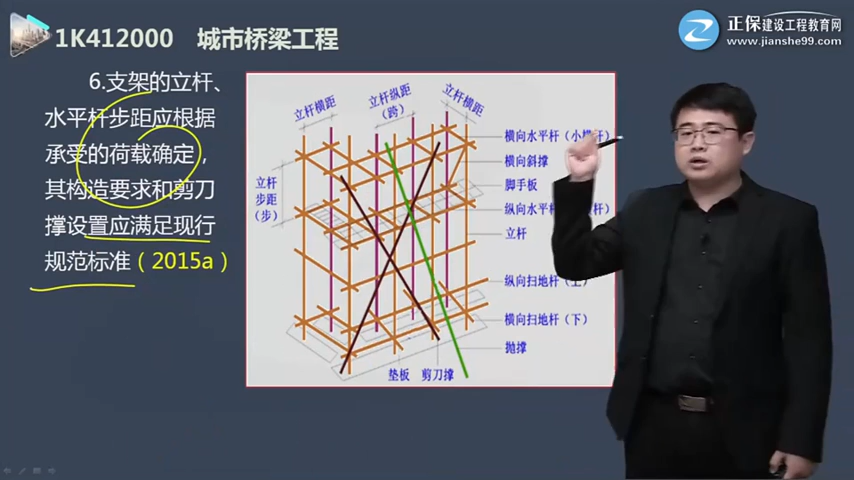 1K412000 城市桥梁工程
正保建设工程教育网
www.jianshe99.com
6.支架的立杆、
水平杆步距应根据
承受的荷载确定，
其构造要求和剪刀
撑设置应满足现行
规范标准（2015a）
立杆横距
立杆纵距
（跨）
立杆横距
立杆
步距
（步）
横向水平杆（小横杆）
横向斜撑
脚手板
纵向水平杆
立杆
纵向扫地杆（上）
横向扫地杆（下）
抛撑
垫板
剪刀撑